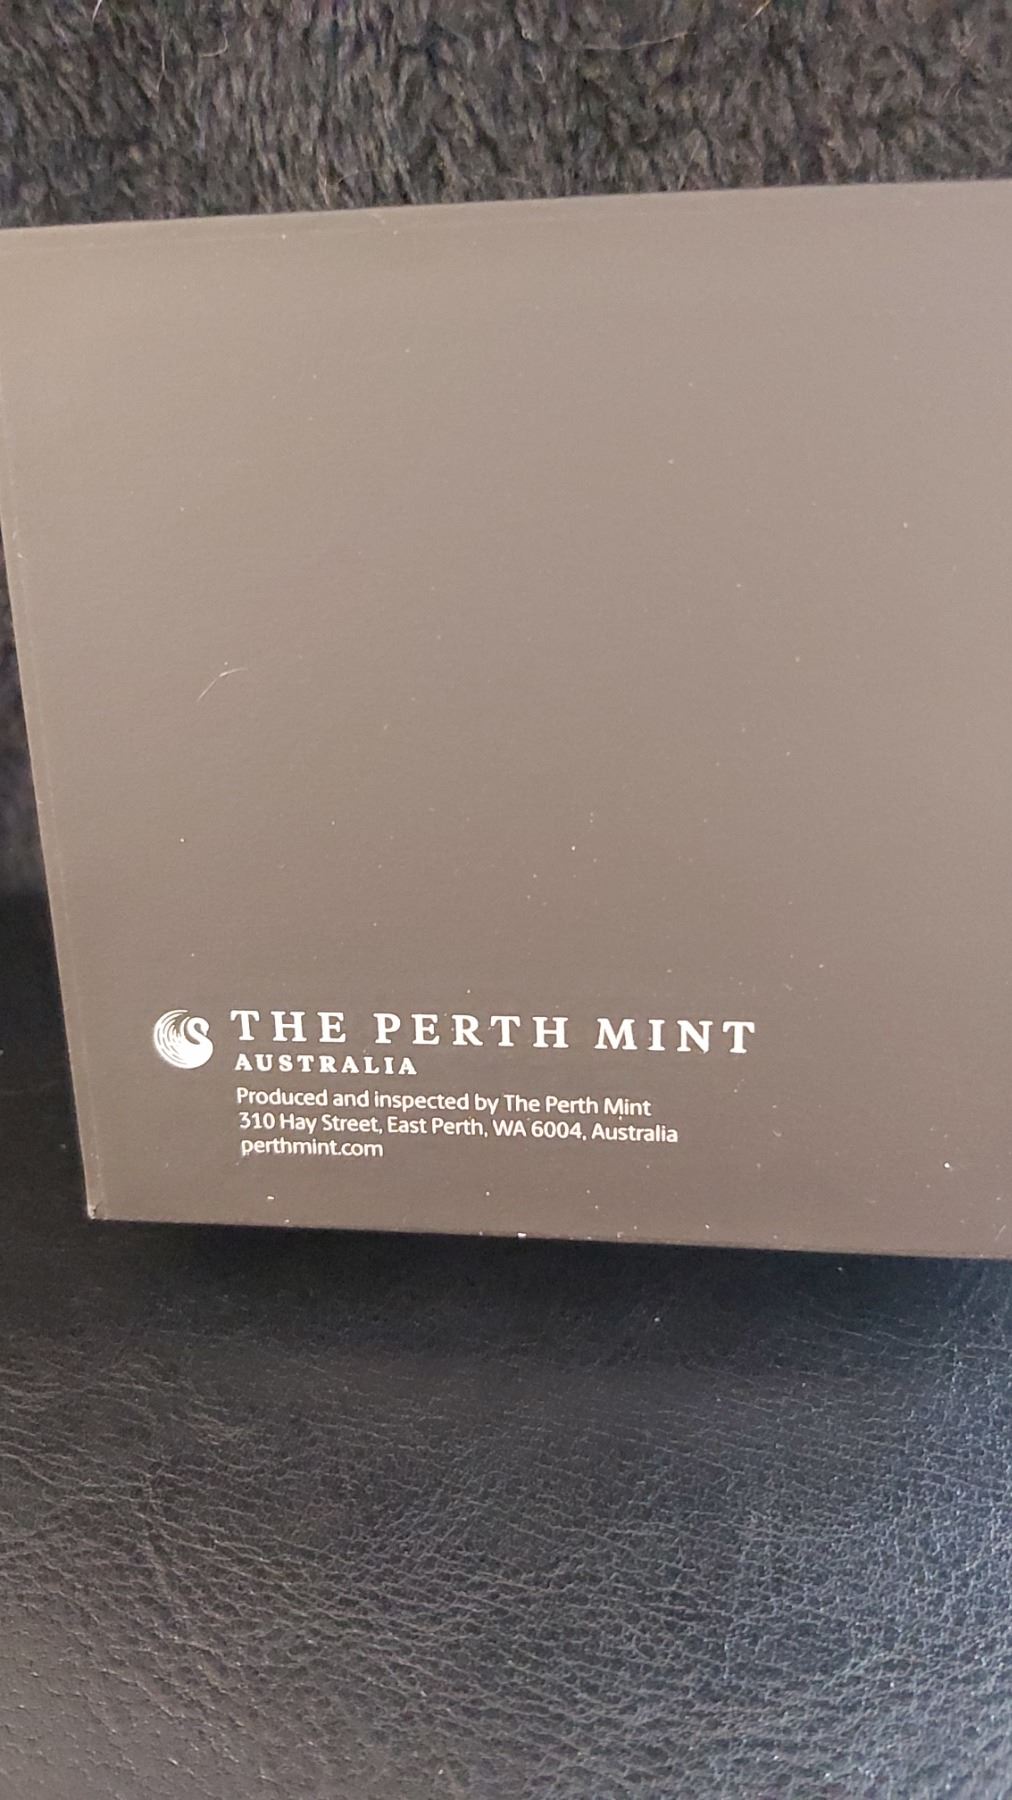 THE PERTH MINT
AUSTRALIA
Produced and inspected by The Perth Mint
310 Hay Street, East Perth, WA 6004, Australia
perthmint.com